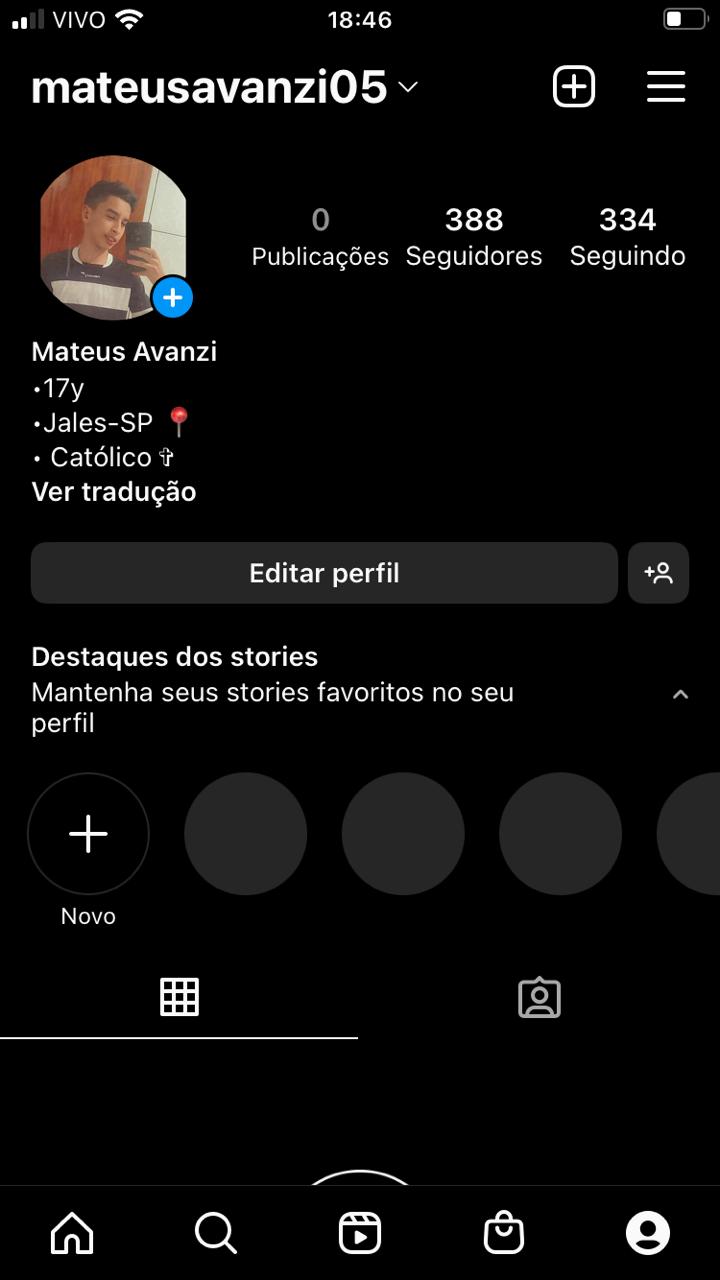 VIVO 18:46
mateusavanzi05
0 388 334
Publicações Seguidores Seguindo
Mateus Avanzi
•17y
•Jales-SP 📍
• Católico ✞
Ver tradução
Editar perfil
Destaques dos stories
Mantenha seus stories favoritos no seu
perfil
Novo